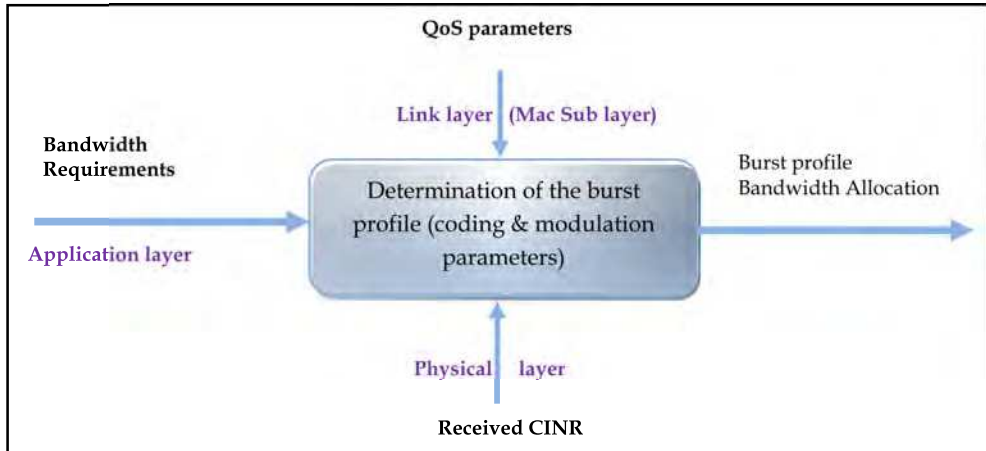 QoS parameters
Link layer (Mac Sub layer)
Bandwidth
Requirements
Application layer
Determination of the burst
profile (coding & modulation
parameters)
Burst profile
Bandwidth Allocation
Physical layer
Received CINR